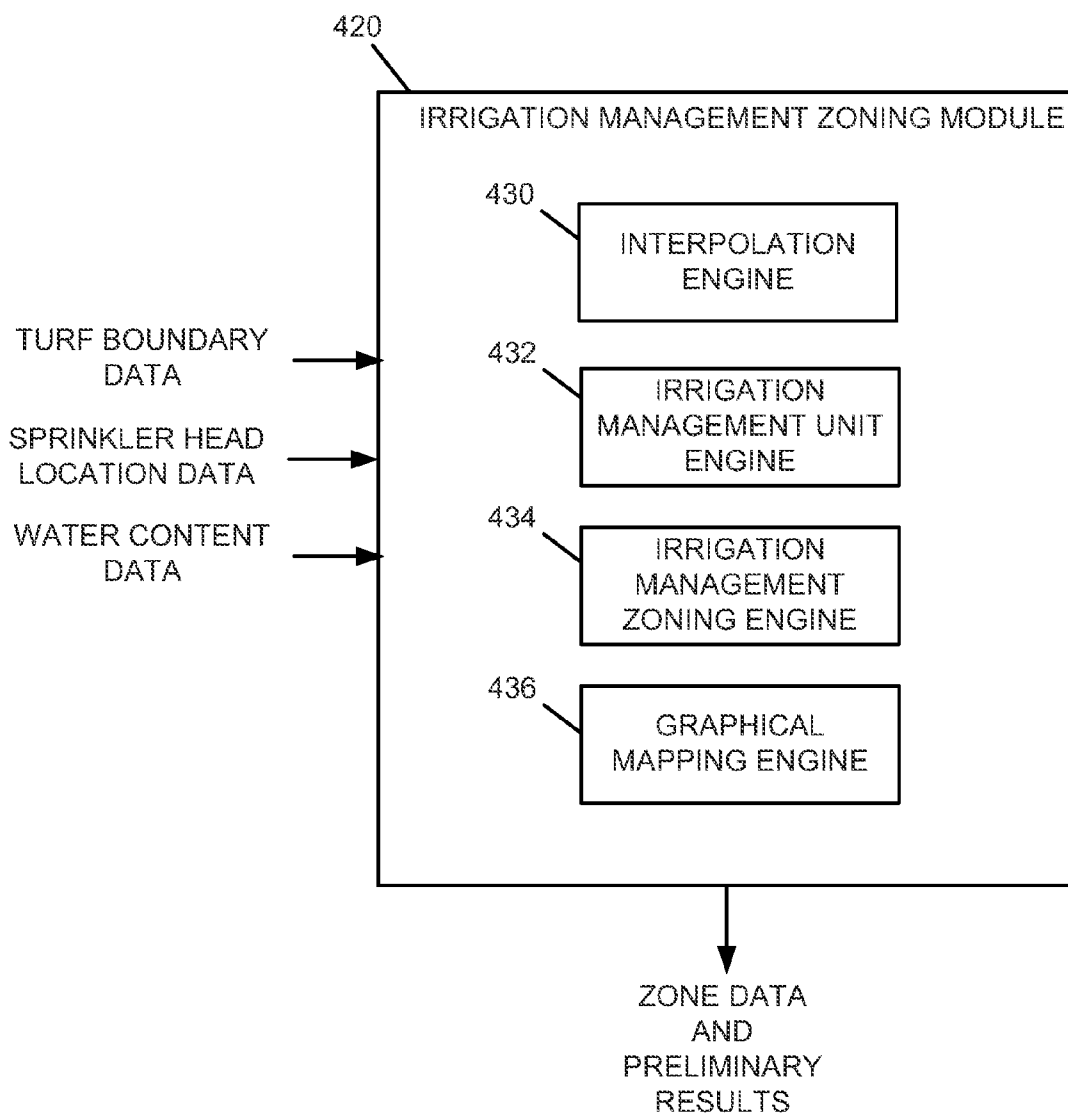 420
IRRIGATION MANAGEMENT ZONING MODULE
430
INTERPOLATION
ENGINE
TURF BOUNDARY
DATA
432
IRRIGATION
MANAGEMENT UNIT
ENGINE
SPRINKLER HEAD
LOCATION DATA
WATER CONTENT
DATA
434
IRRIGATION
MANAGEMENT
ZONING ENGINE
436
GRAPHICAL
MAPPING ENGINE
ZONE DATA
AND
PRELIMINARY
RESULTS